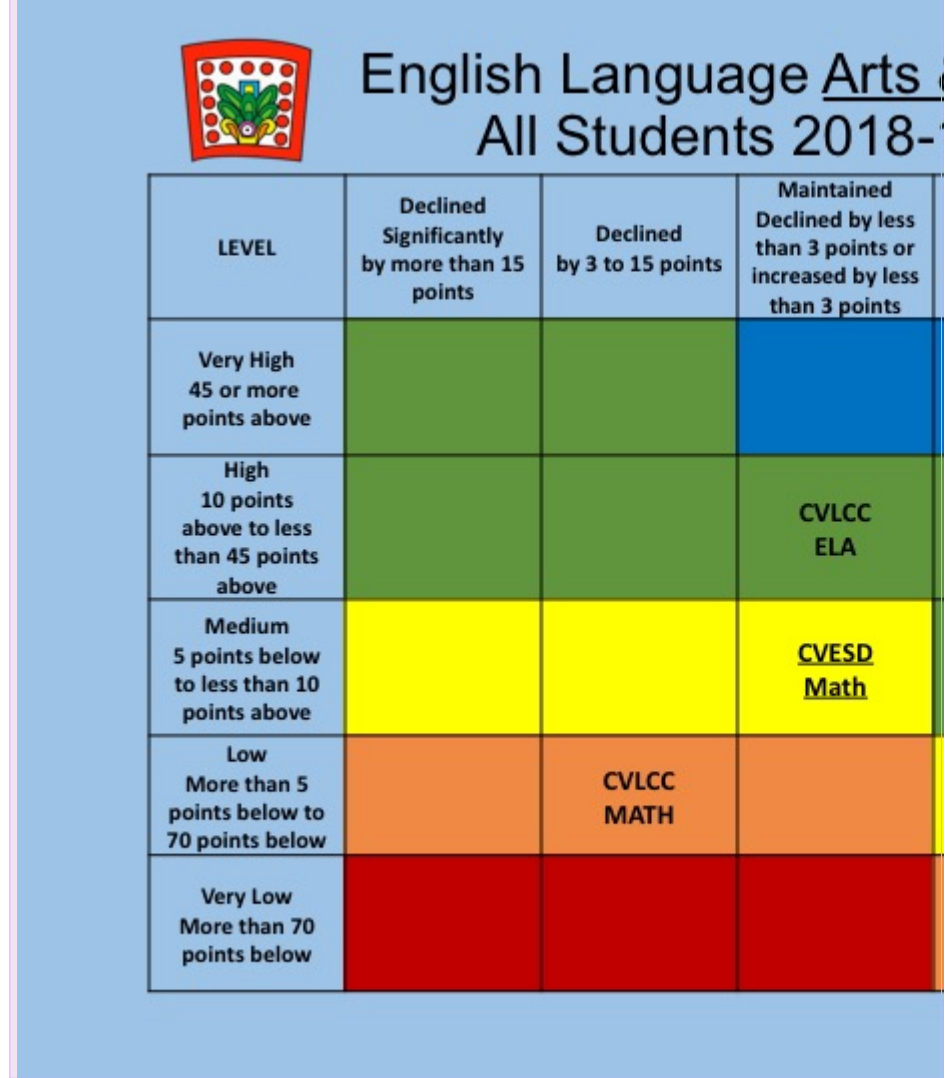 English Language Arts
All Students 2018-
LEVEL
Declined
Significantly
by more than 15
points
Declined
by 3 to 15 points
Maintained
Declined by less
than 3 points or
increased by less
than 3 points
Very High
45 or more
points above
High
10 points
above to less
than 45 points
above
CVLCC
ELA
Medium
5 points below
to less than 10
points above
CVESD
Math
Low
More than 5
points below to
70 points below
CVLCC
MATH
Very Low
More than 70
points below